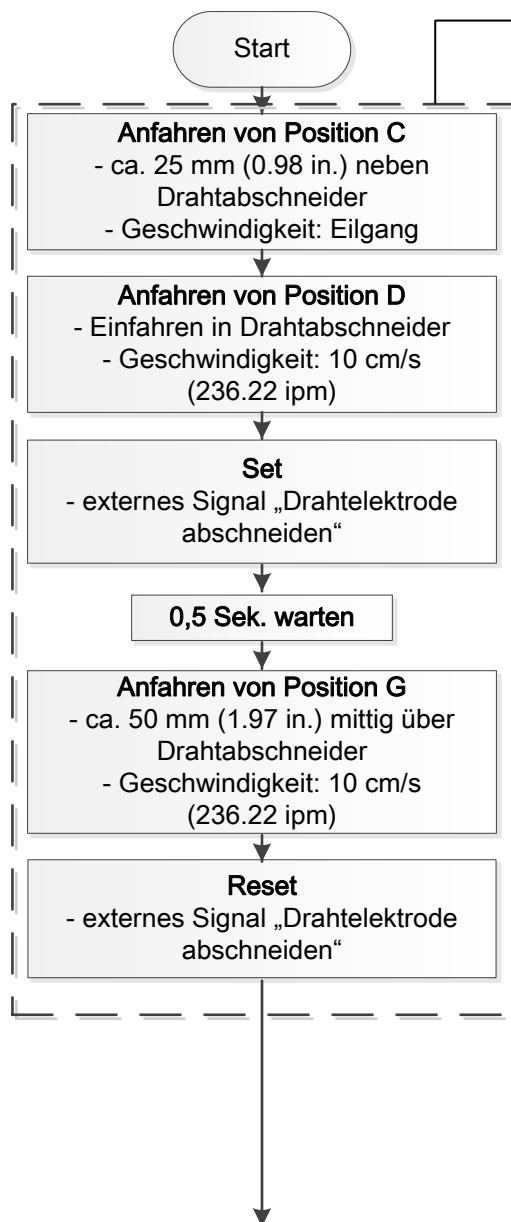 Start
Anfahren von Position C
- ca. 25 mm (0.98 in.) neben
Drahtabschneider
- Geschwindigkeit: Eilgang
Anfahren von Position D
- Einfahren in Drahtabschneider
- Geschwindigkeit: 10 cm/s
(236.22 ipm)
Set
- externes Signal „Drahtelektrode
abschneiden“
0,5 Sek. warten
Anfahren von Position G
- ca. 50 mm (1.97 in.) mittig über
Drahtabschneider
- Geschwindigkeit: 10 cm/s
(236.22 ipm)
Reset
- externes Signal „Drahtelektrode
abschneiden“